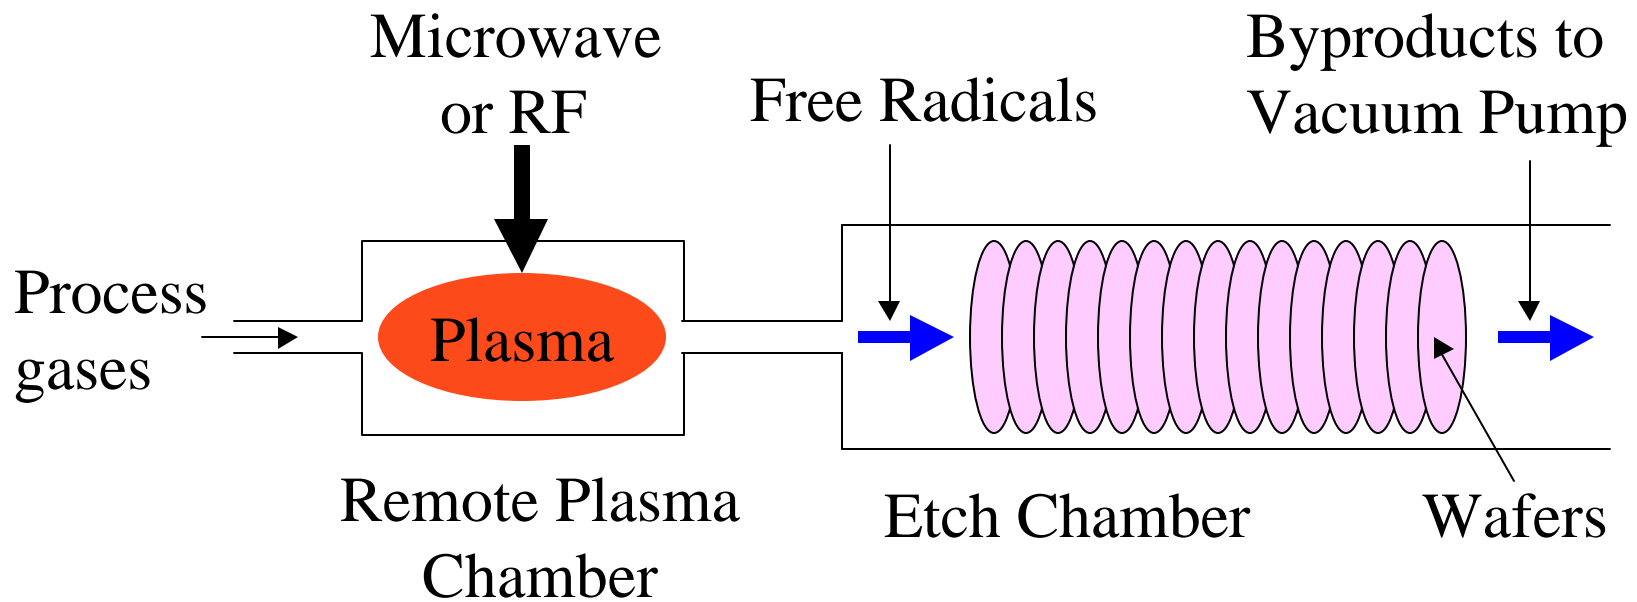 Microwave
or RF
Free Radicals
Byproducts to
Vacuum Pump
Process
gases
Plasma
Remote Plasma
Chamber
Etch Chamber
Wafers